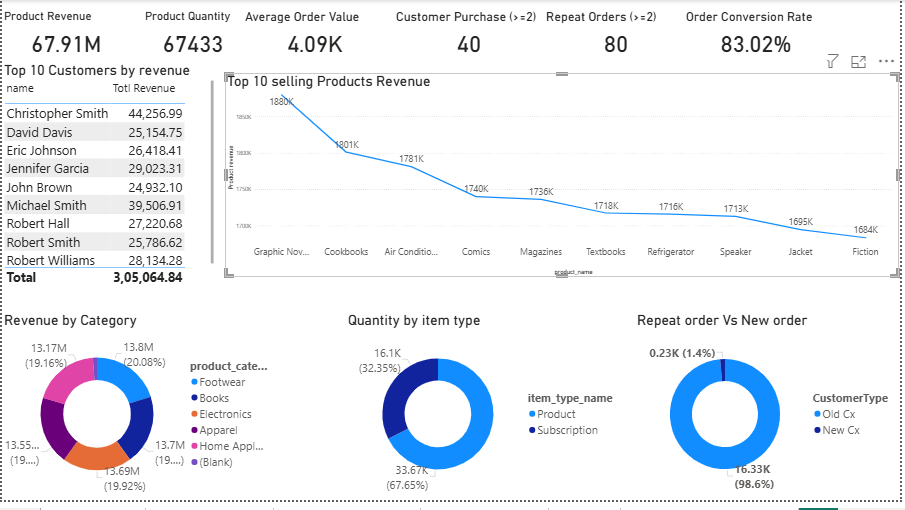 Product Revenue
67.91M
Product Quantity
67433
Average Order Value
4.09K
Customer Purchase (>=2)
40
Repeat Orders (>=2)
80
Order Conversion Rate
83.02%
Top 10 Customers by revenue
name Totl Revenue
Christopher Smith 44,256.99
David Davis 25,154.75
Eric Johnson 26,418.41
Jennifer Garcia 29,023.31
John Brown 24,932.10
Michael Smith 39,506.91
Robert Hall 27,220.68
Robert Smith 25,786.62
Robert Williams 28,134.28
Total 3,05,064.84
Top 10 selling Products Revenue
Product revenue
1850K
1800K
1750K
1700K
1880K
1801K
1781K
1740K
1736K
1718K
1716K
1713K
1695K
1684K
Graphic Nov...
Cookbooks
Air Conditio...
Comics
Magazines
Textbooks
Refrigerator
Speaker
Jacket
Fiction
product_name
Revenue by Category
13.17M
(19.16%)
13.8M
(20.08%)
13.55...
(19....)
13.7M
(19....)
13.69M
(19.92%)
product_cate...
Footwear
Books
Electronics
Apparel
Home Appl...
(Blank)
Quantity by item type
16.1K
(32.35%)
33.67K
(67.65%)
item_type_name
Product
Subscription
Repeat order Vs New order
0.23K (1.4%)
16.33K
(98.6%)
CustomerType
Old Cx
New Cx